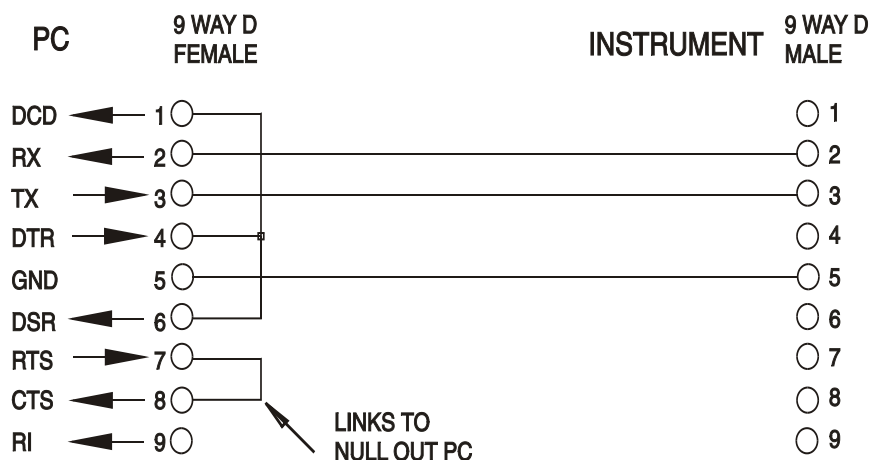 PC
9 WAY D
FEMALE
INSTRUMENT
9 WAY D
MALE
DCD 1 1
RX 2 2
TX 3 3
DTR 4 4
GND 5 5
DSR 6 6
RTS 7 7
CTS 8 8
RI 9 9
LINKS TO
NULL OUT PC